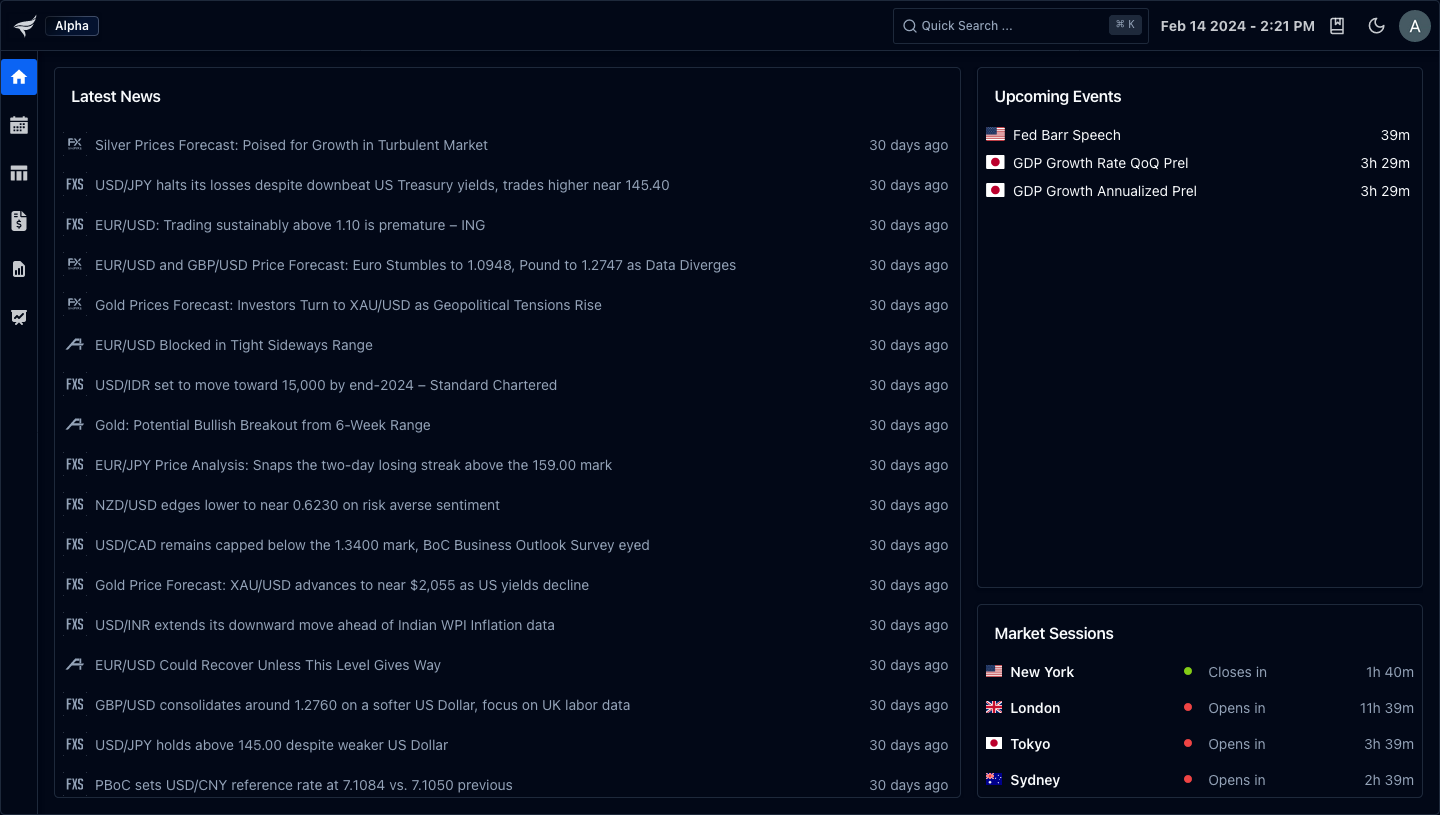 Alpha
Quick Search ...
⌘ K
Feb 14 2024 - 2:21 PM
A
Latest News
FX Silver Prices Forecast: Poised for Growth in Turbulent Market 30 days ago
FXS USD/JPY halts its losses despite downbeat US Treasury yields, trades higher near 145.40 30 days ago
FXS EUR/USD: Trading sustainably above 1.10 is premature – ING 30 days ago
FX EUR/USD and GBP/USD Price Forecast: Euro Stumbles to 1.0948, Pound to 1.2747 as Data Diverges 30 days ago
FX Gold Prices Forecast: Investors Turn to XAU/USD as Geopolitical Tensions Rise 30 days ago
EUR/USD Blocked in Tight Sideways Range 30 days ago
FXS USD/IDR set to move toward 15,000 by end-2024 – Standard Chartered 30 days ago
Gold: Potential Bullish Breakout from 6-Week Range 30 days ago
FXS EUR/JPY Price Analysis: Snaps the two-day losing streak above the 159.00 mark 30 days ago
FXS NZD/USD edges lower to near 0.6230 on risk averse sentiment 30 days ago
FXS USD/CAD remains capped below the 1.3400 mark, BoC Business Outlook Survey eyed 30 days ago
FXS Gold Price Forecast: XAU/USD advances to near $2,055 as US yields decline 30 days ago
FXS USD/INR extends its downward move ahead of Indian WPI Inflation data 30 days ago
EUR/USD Could Recover Unless This Level Gives Way 30 days ago
FXS GBP/USD consolidates around 1.2760 on a softer US Dollar, focus on UK labor data 30 days ago
FXS USD/JPY holds above 145.00 despite weaker US Dollar 30 days ago
FXS PBoC sets USD/CNY reference rate at 7.1084 vs. 7.1050 previous 30 days ago
Upcoming Events
Fed Barr Speech 39m
GDP Growth Rate QoQ Prel 3h 29m
GDP Growth Annualized Prel 3h 29m
Market Sessions
New York Closes in 1h 40m
London Opens in 11h 39m
Tokyo Opens in 3h 39m
Sydney Opens in 2h 39m